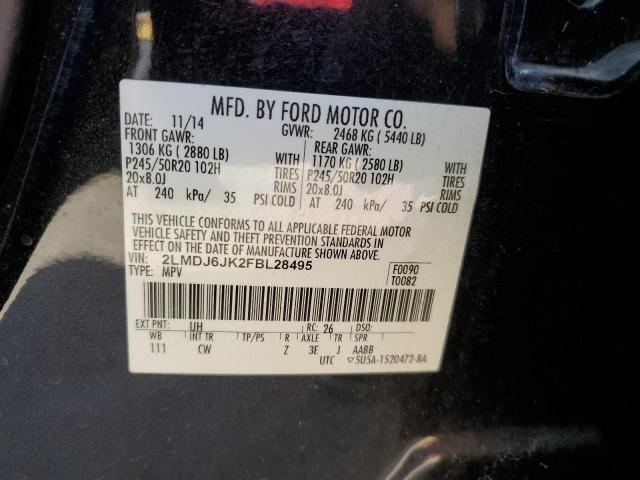 MFD. BY FORD MOTOR CO.
DATE: 11/14 GVWR: 2468 KG ( 5440 LB)
FRONT GAWR: REAR GAWR:
1306 KG ( 2880 LB) WITH 1170 KG ( 2580 LB) WITH
P245/50R20 102H TIRES P245/50R20 102H TIRES
20x8.0J RIMS 20x8.0J RIMS
AT 240 kPa/ 35 PSI COLD AT 240 kPa/ 35 PSI COLD
THIS VEHICLE CONFORMS TO ALL APPLICABLE FEDERAL MOTOR
VEHICLE SAFETY AND THEFT PREVENTION STANDARDS IN
EFFECT ON THE DATE OF MANUFACTURE SHOWN ABOVE.
VIN: 2LMDJ6JK2FBL28495 F0090
TYPE: MPV T0082
EXT PNT: UH RC: 26 DSO:
WB INT TR TP/PS R AXLE TR SPR
111 CW Z 3E J AABB
UTC 5U5A-1520472-BA